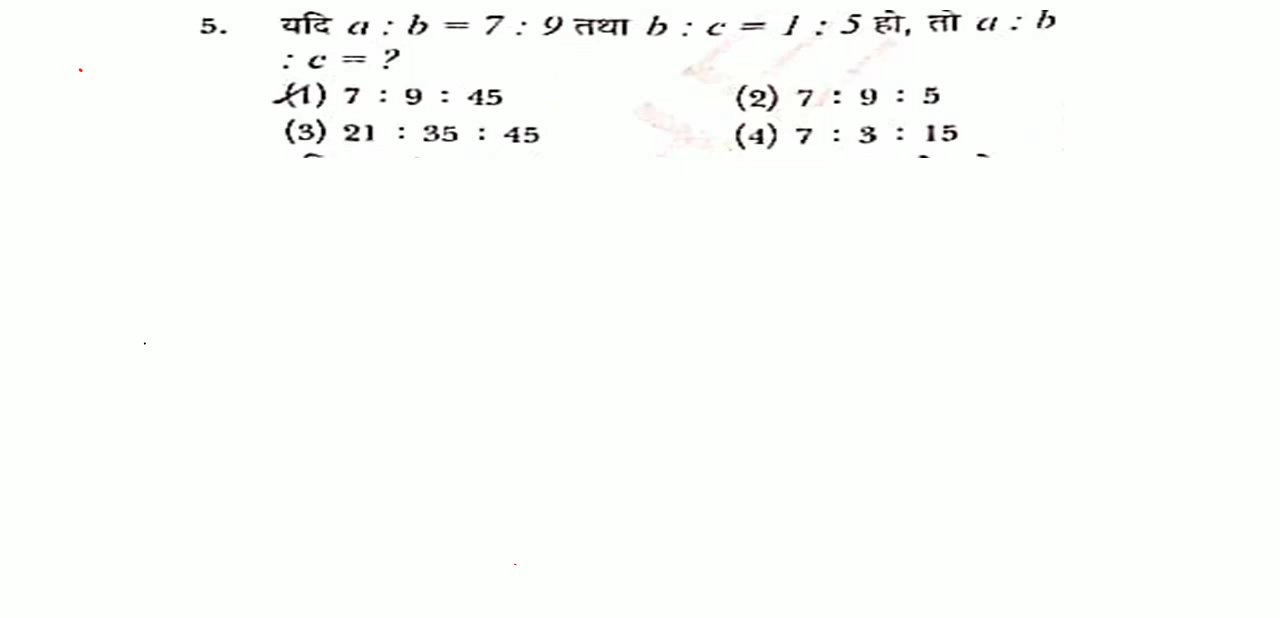 5. यदि a : b = 7 : 9 तथा b : c = 1 : 5 हो, तो a : b
: c = ?
(1) 7 : 9 : 45 (2) 7 : 9 : 5
(3) 21 : 35 : 45 (4) 7 : 3 : 15